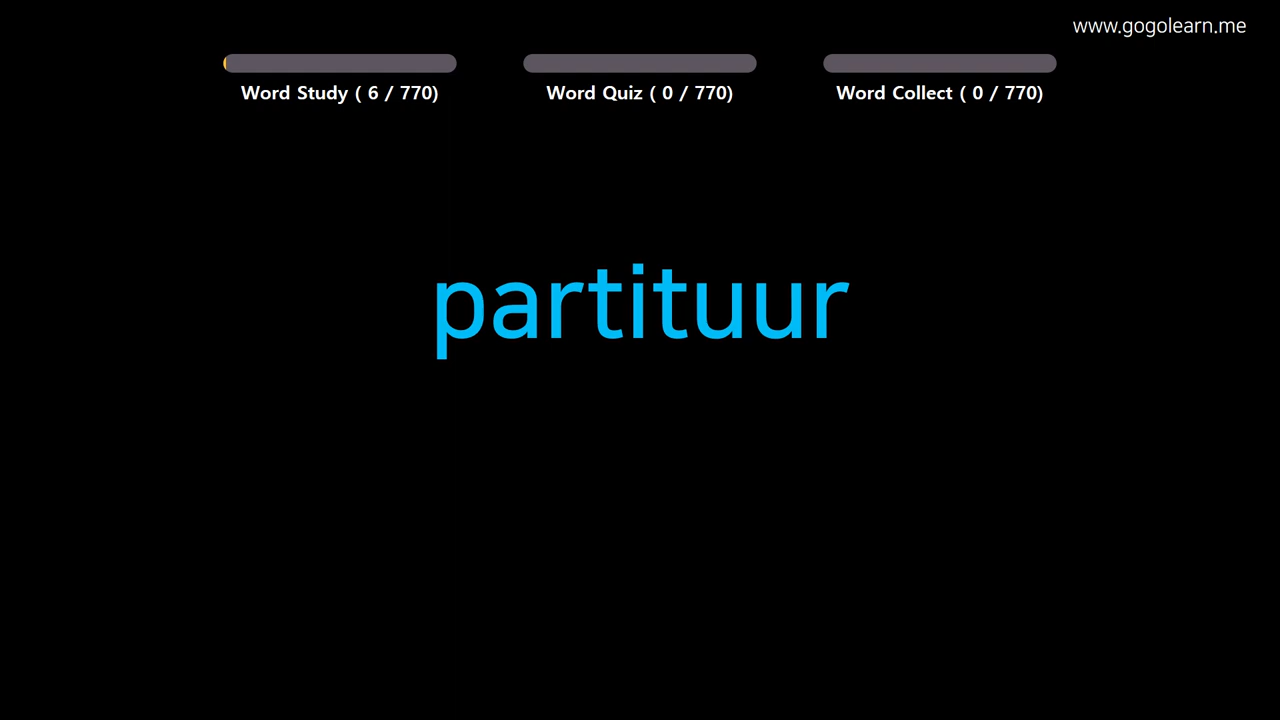 www.gogolearn.me
Word Study ( 6 / 770)
Word Quiz ( 0 / 770)
Word Collect ( 0 / 770)
partituur